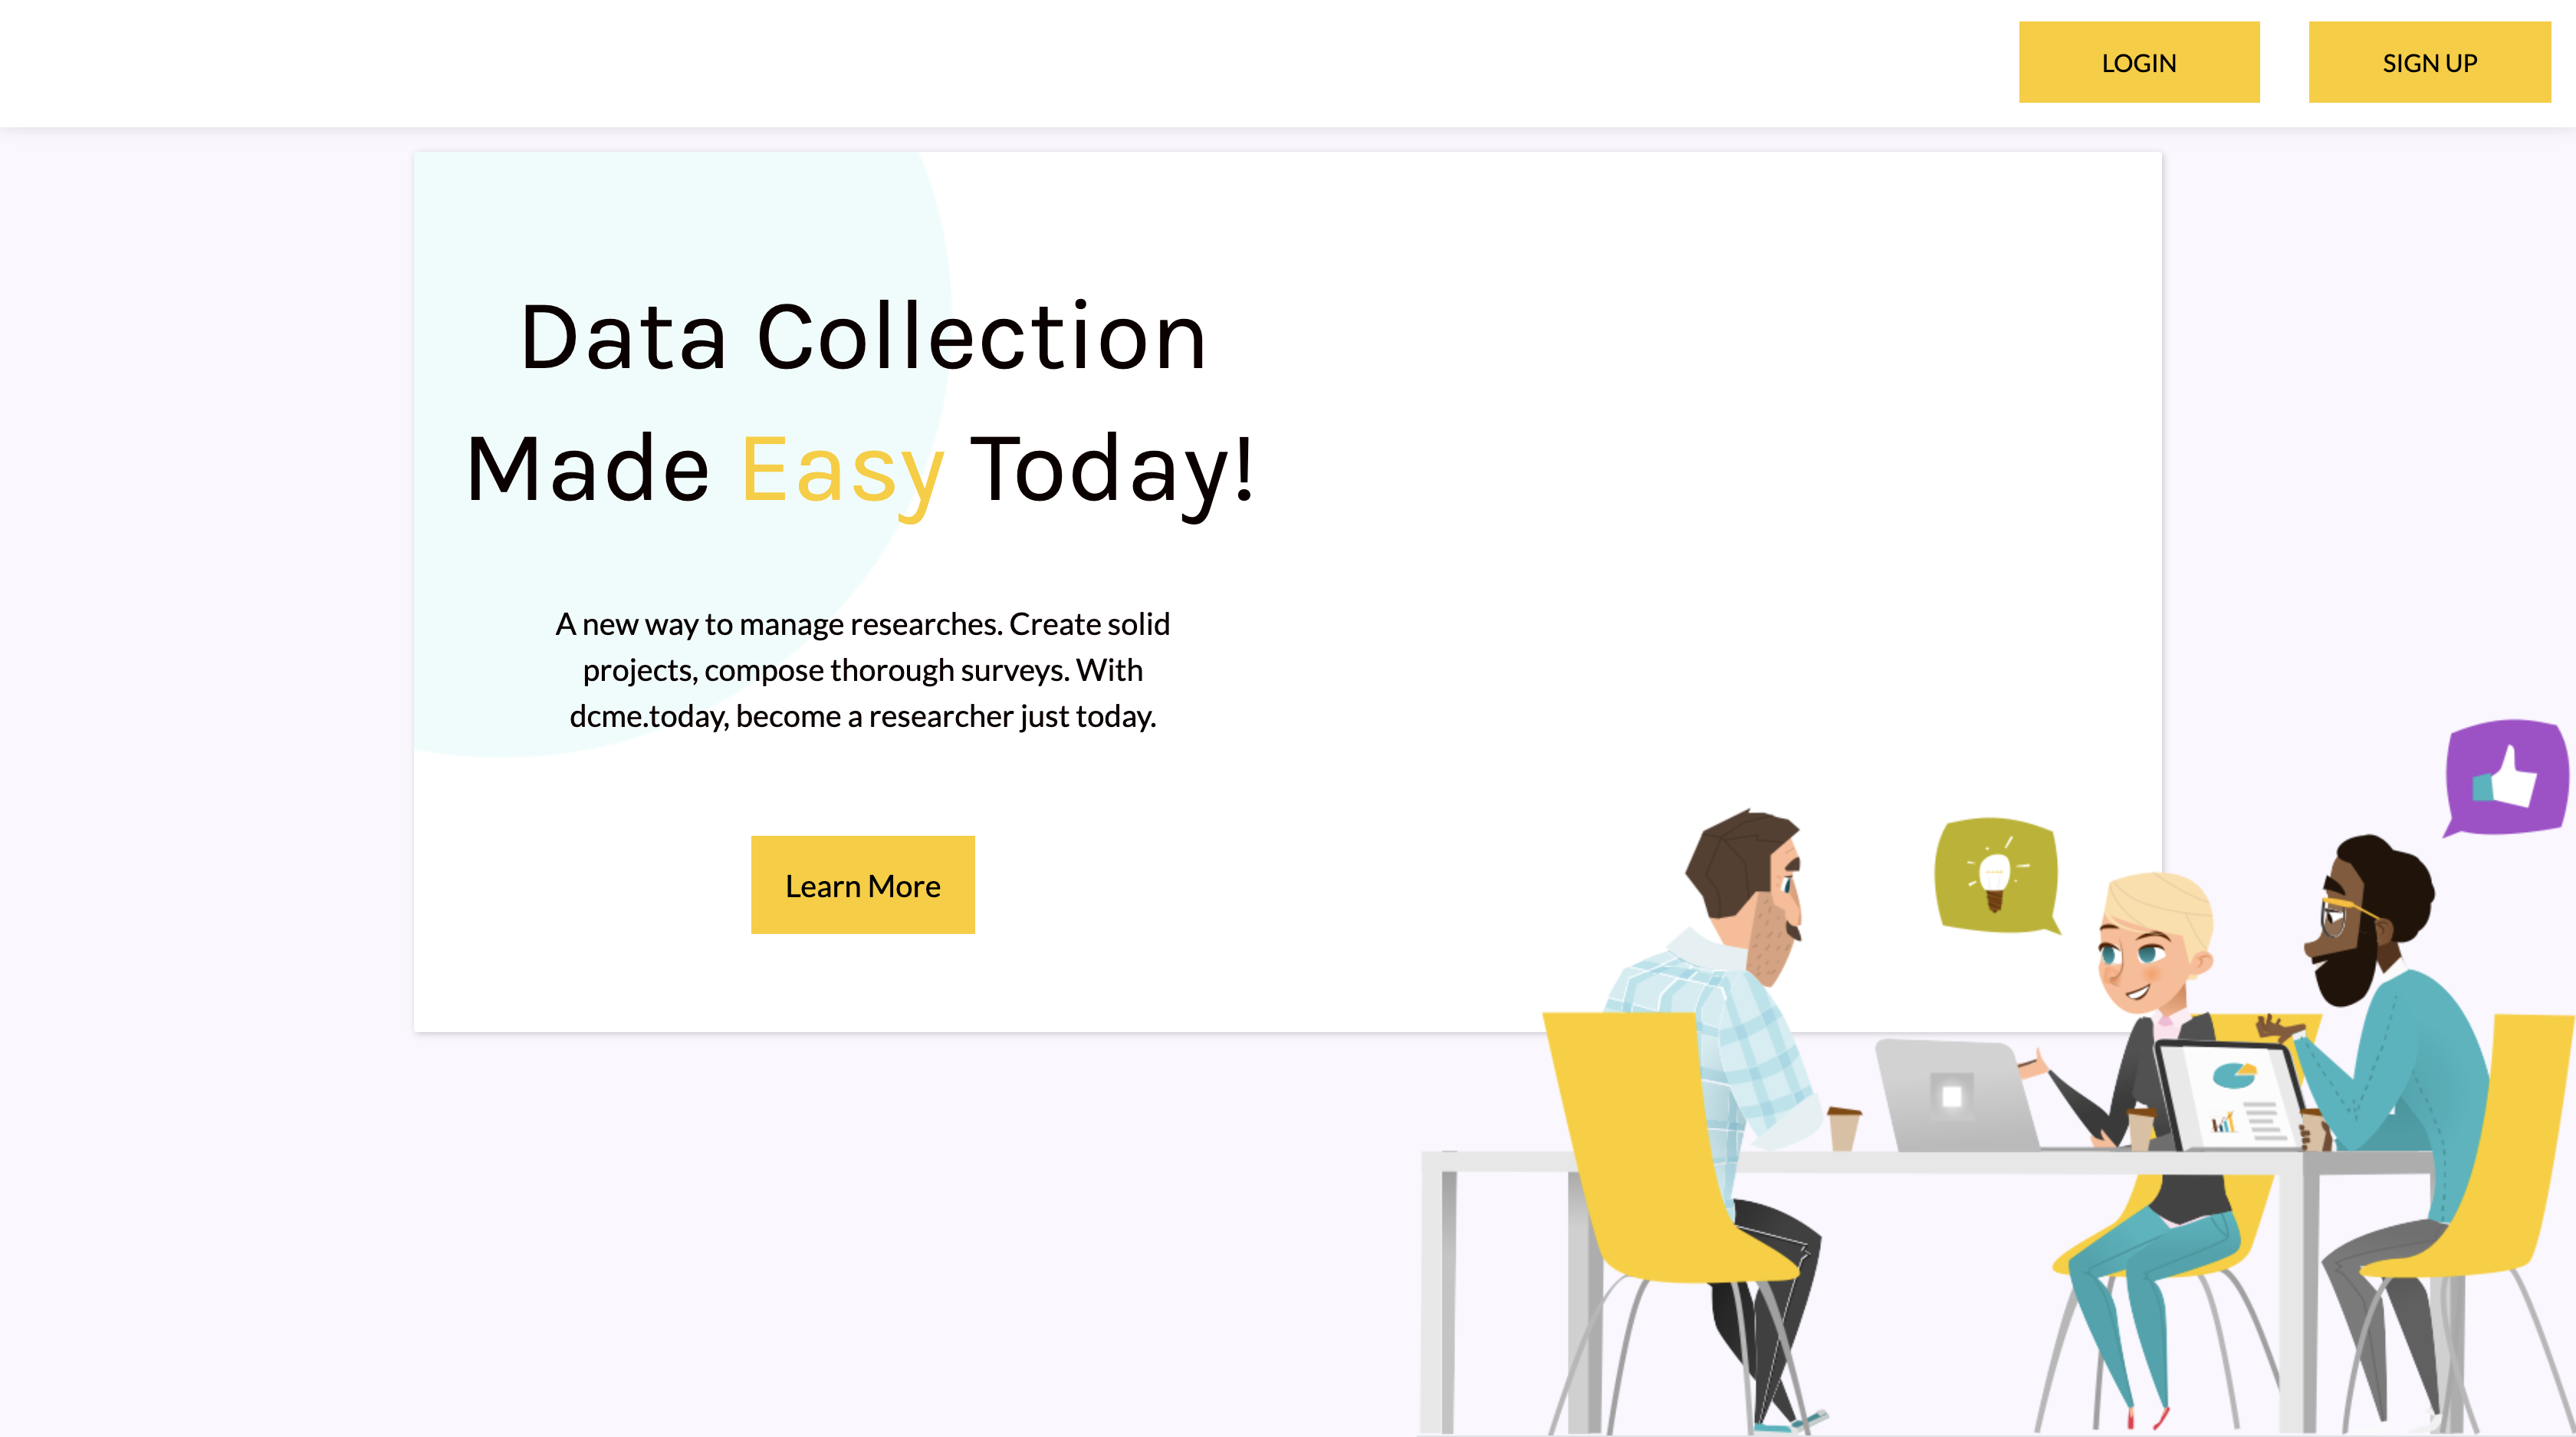 LOGIN
SIGN UP
Data Collection
Made Easy Today!
A new way to manage researches. Create solid
projects, compose thorough surveys. With
dcme.today, become a researcher just today.
Learn More